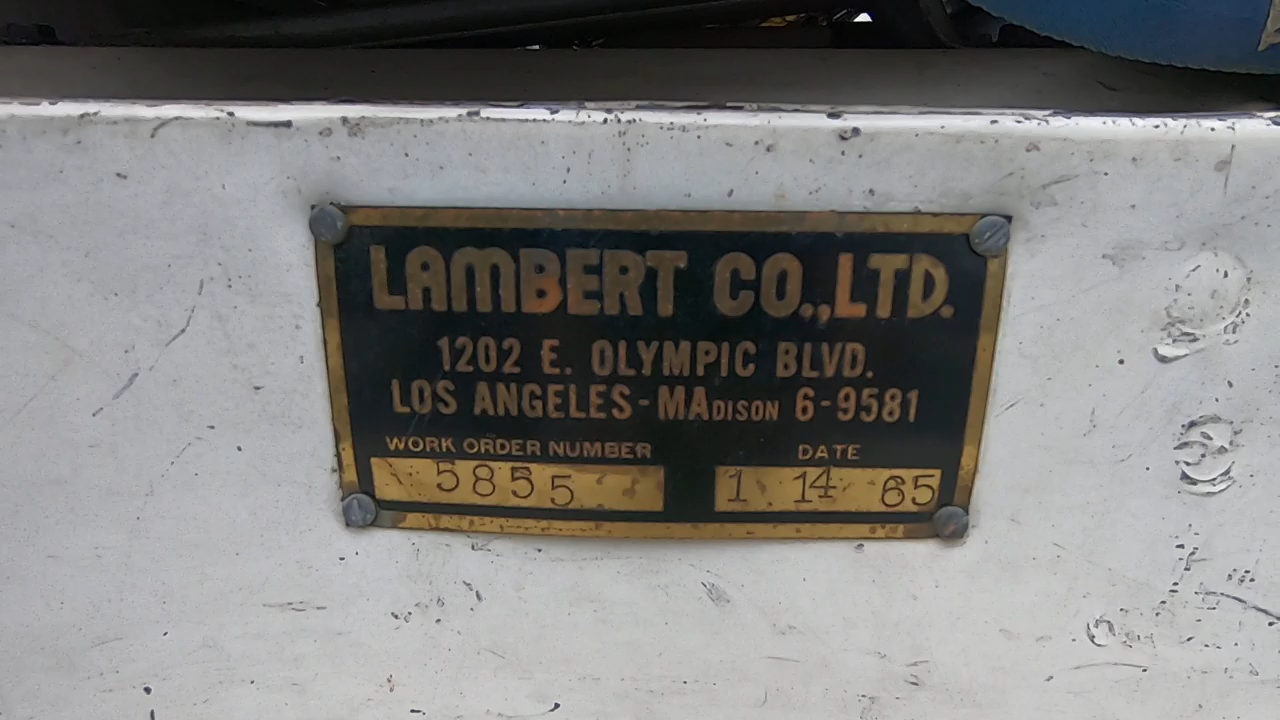 LAMBERT CO., LTD.
1202 E. OLYMPIC BLVD.
LOS ANGELES - MADISON 6-9581
WORK ORDER NUMBER DATE
5855 1 14 65